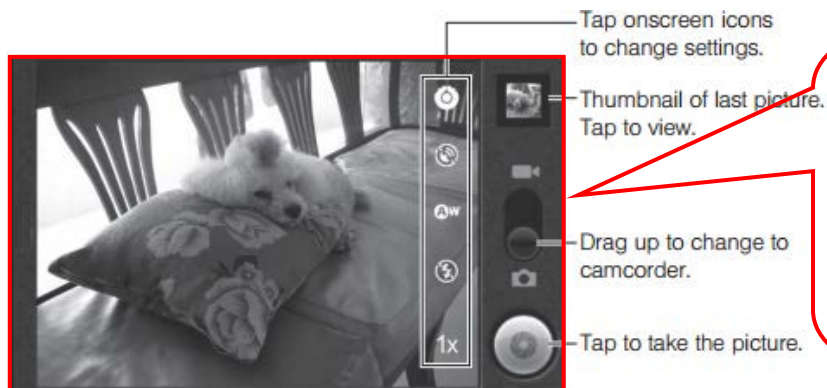 Tap onscreen icons
to change settings.
Thumbnail of last picture.
Tap to view.
AW
Drag up to change to
camcorder.
1x
Tap to take the picture.